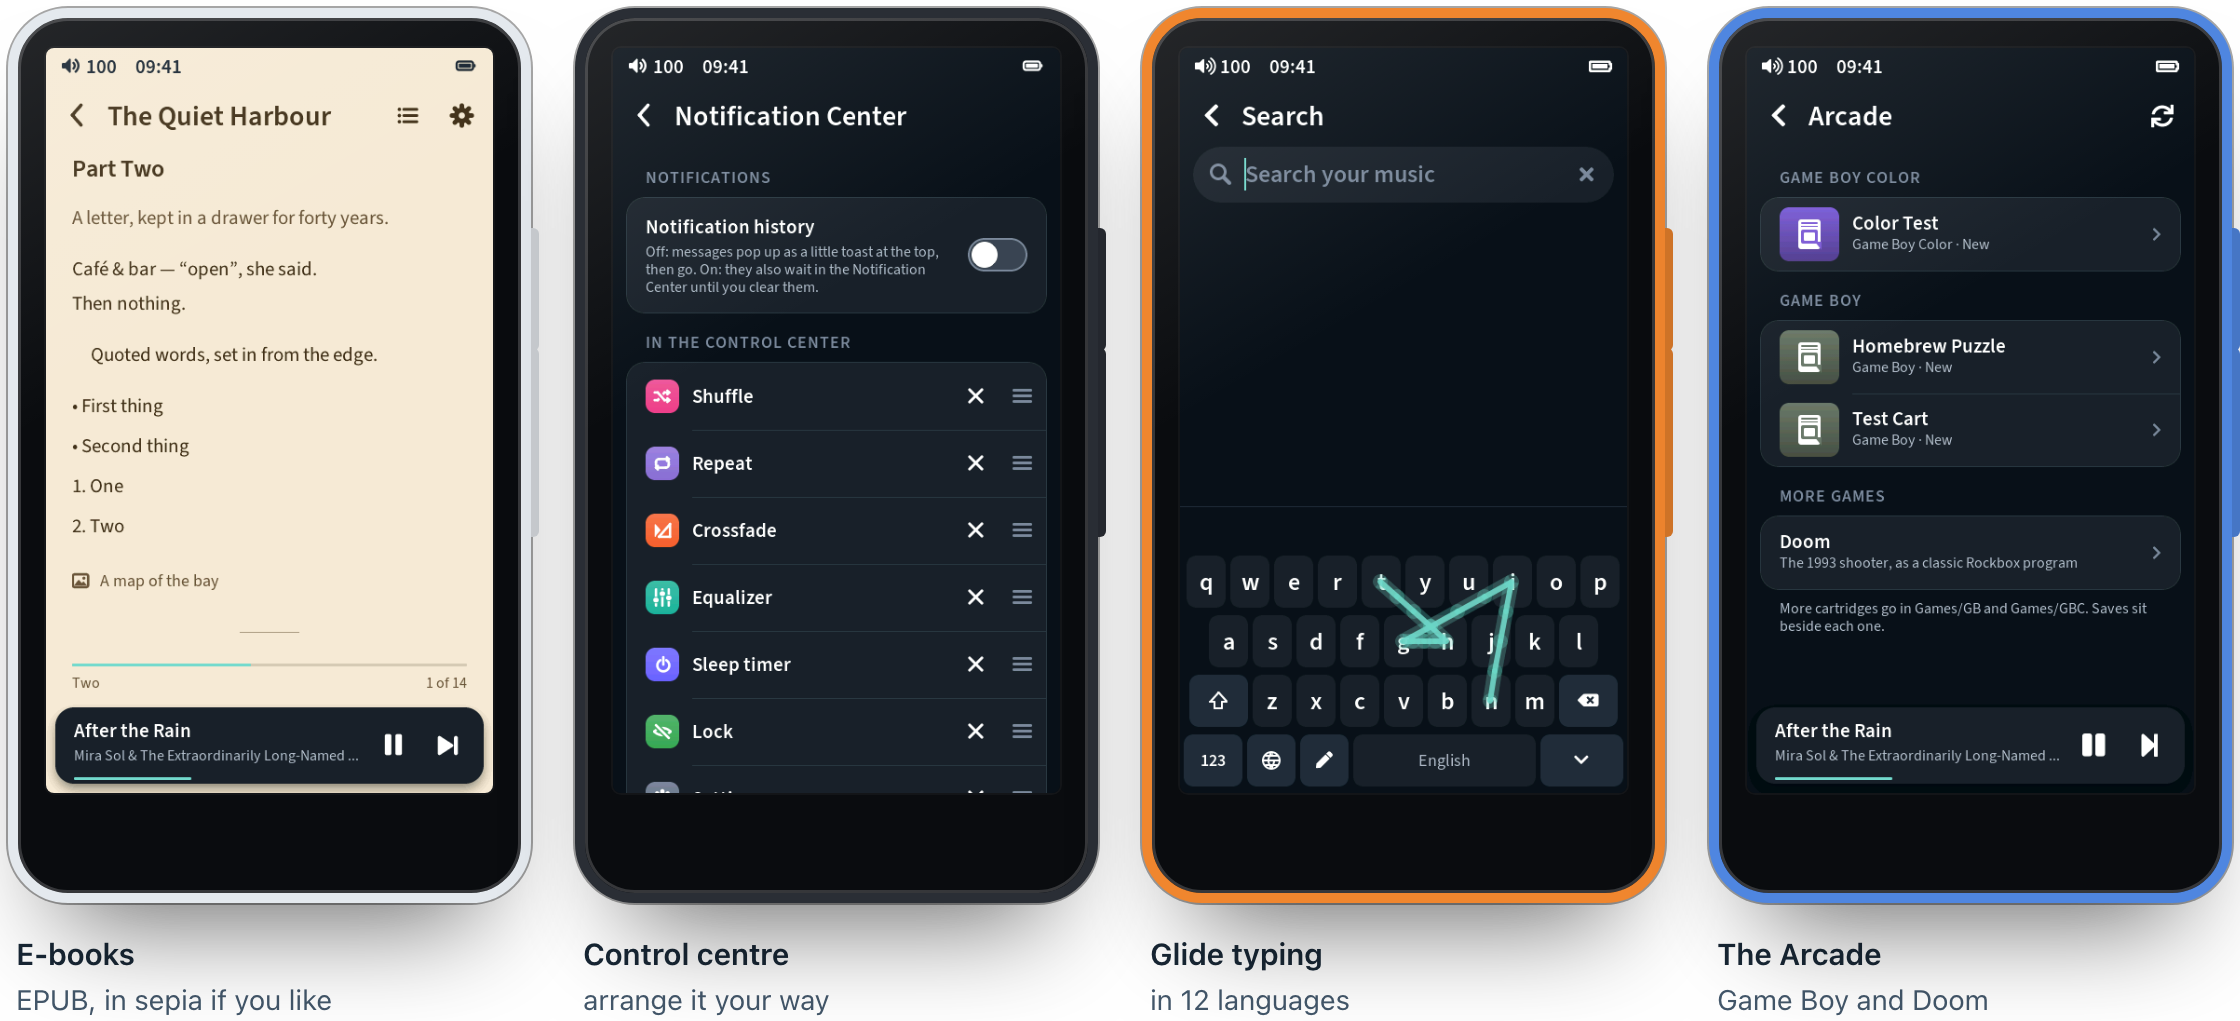 100 09:41
The Quiet Harbour
Part Two
A letter, kept in a drawer for forty years.
Café & bar — “open”, she said.
Then nothing.
Quoted words, set in from the edge.
• First thing
• Second thing
1. One
2. Two
A map of the bay
Two 1 of 14
After the Rain
Mira Sol & The Extraordinarily Long-Named ...
E-books
EPUB, in sepia if you like
100 09:41
Notification Center
NOTIFICATIONS
Notification history
Off: messages pop up as a little toast at the top,
then go. On: they also wait in the Notification
Center until you clear them.
IN THE CONTROL CENTER
Shuffle
Repeat
Crossfade
Equalizer
Sleep timer
Lock
Control centre
arrange it your way
100 09:41
Search
Search your music
q w e r t y u i o p
a s d f g h j k l
z x c v b n m
123 English
Glide typing
in 12 languages
100 09:41
Arcade
GAME BOY COLOR
Color Test
Game Boy Color · New
GAME BOY
Homebrew Puzzle
Game Boy · New
Test Cart
Game Boy · New
MORE GAMES
Doom
The 1993 shooter, as a classic Rockbox program
More cartridges go in Games/GB and Games/GBC. Saves sit
beside each one.
After the Rain
Mira Sol & The Extraordinarily Long-Named ...
The Arcade
Game Boy and Doom